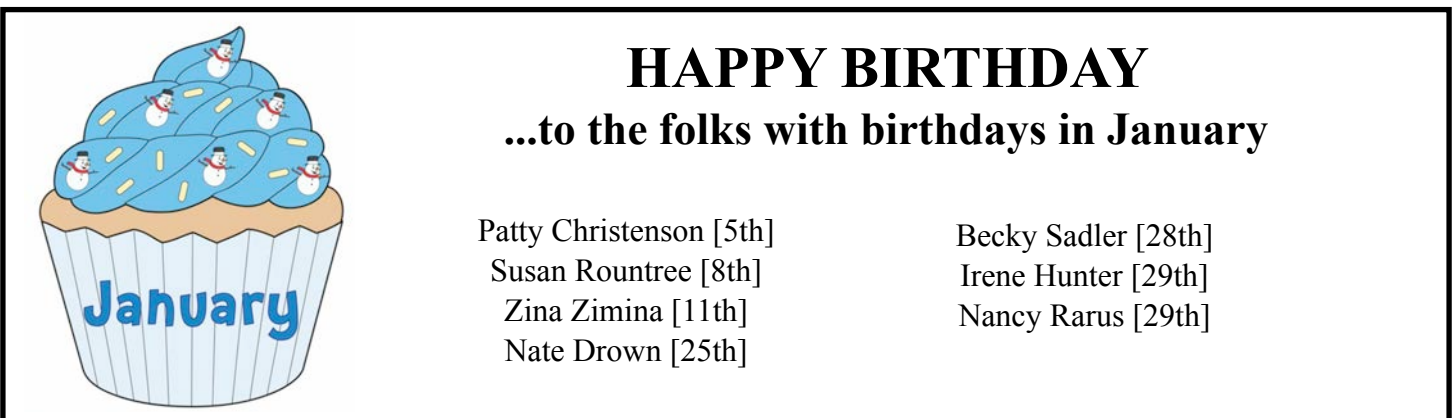 January
HAPPY BIRTHDAY
...to the folks with birthdays in January
Patty Christenson [5th]
Susan Rountree [8th]
Zina Zimina [11th]
Nate Drown [25th]
Becky Sadler [28th]
Irene Hunter [29th]
Nancy Rarus [29th]